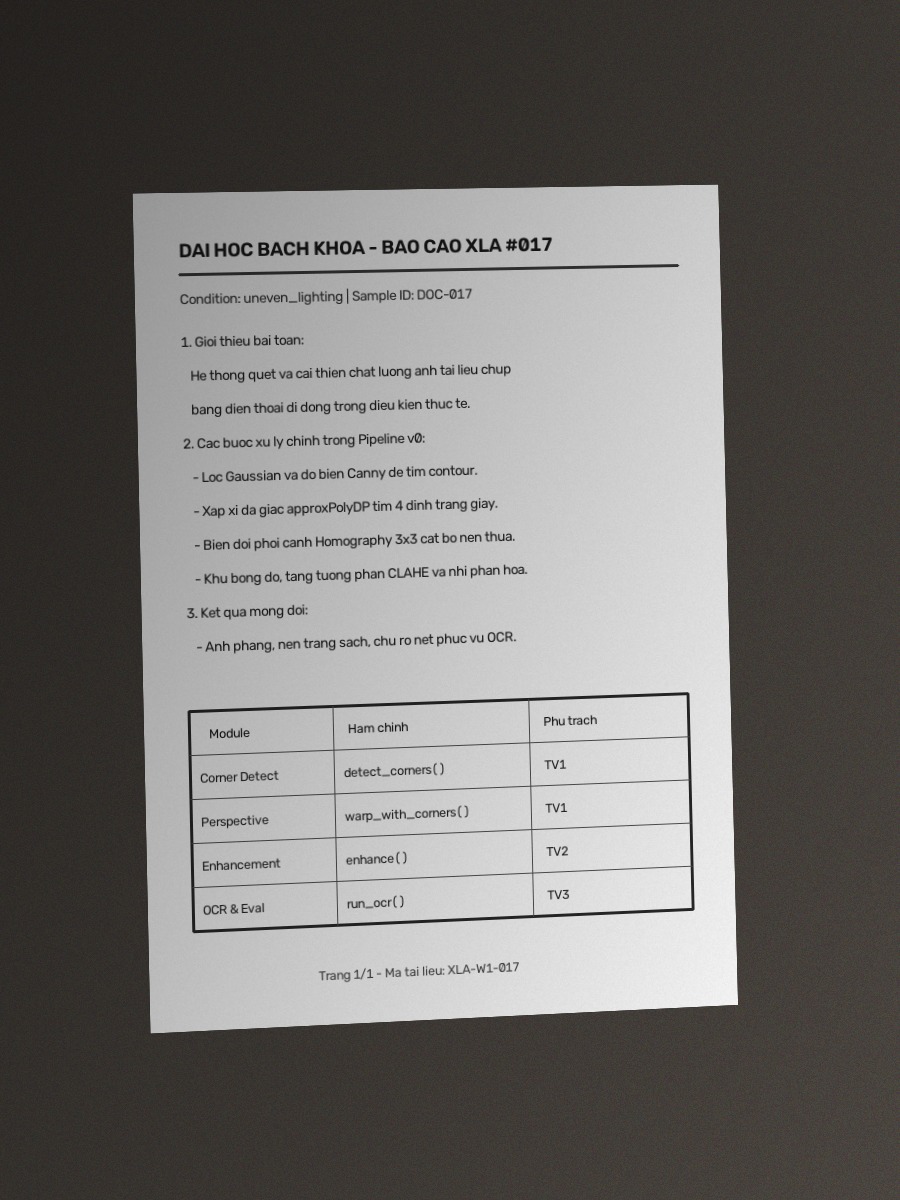 DAI HOC BACH KHOA - BAO CAO XLA #017
Condition: uneven_lighting | Sample ID: DOC-017
1. Gioi thieu bai toan:
He thong quet va cai thien chat luong anh tai lieu chup
bang dien thoai di dong trong dieu kien thuc te.
2. Cac buoc xu ly chinh trong Pipeline v0:
- Loc Gaussian va do bien Canny de tim contour.
- Xap xi da giac approxPolyDP tim 4 dinh trang giay.
- Bien doi phoi canh Homography 3x3 cat bo nen thua.
- Khu bong do, tang tuong phan CLAHE va nhi phan hoa.
3. Ket qua mong doi:
- Anh phang, nen trang sach, chu ro net phuc vu OCR.
Module Ham chinh Phu trach
Corner Detect detect_corners() TV1
Perspective warp_with_corners() TV1
Enhancement enhance() TV2
OCR & Eval run_ocr() TV3
Trang 1/1 - Ma tai lieu: XLA-W1-017